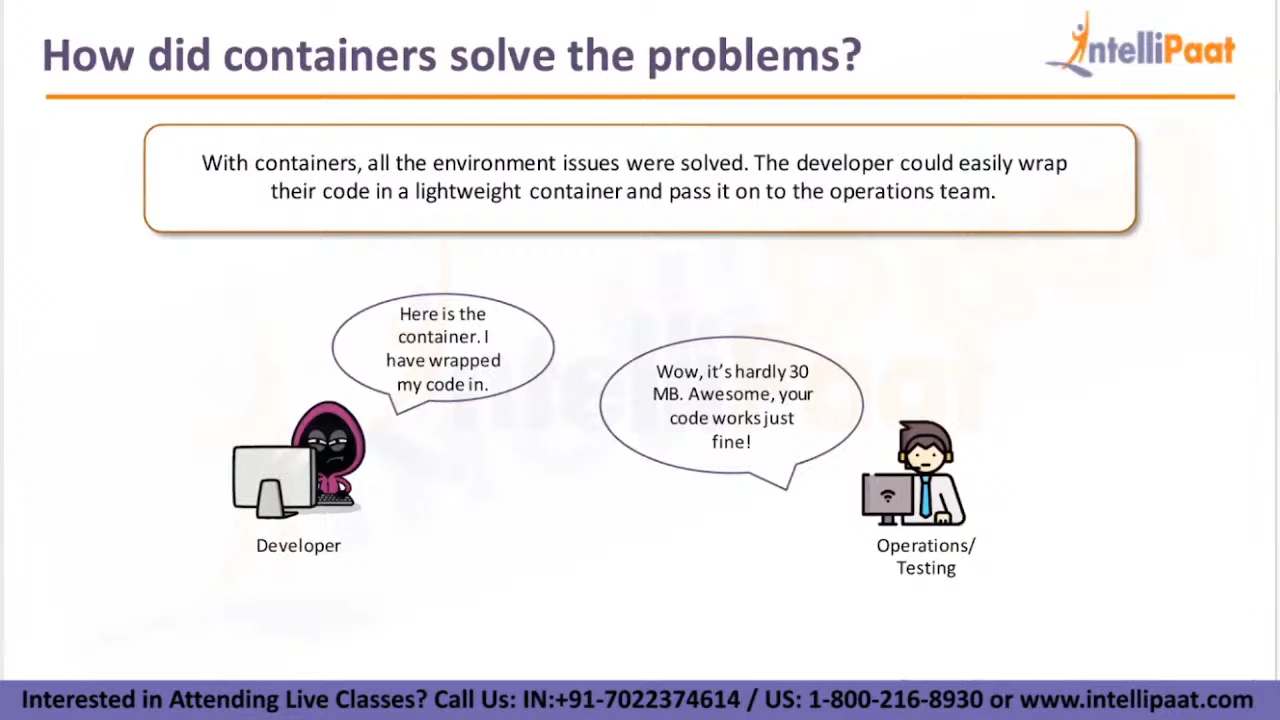 How did containers solve the problems?
IntelliPaat
With containers, all the environment issues were solved. The developer could easily wrap
their code in a lightweight container and pass it on to the operations team.
Here is the
container. I
have wrapped
my code in.
Wow, it's hardly 30
MB. Awesome, your
code works just
fine!
Developer
Operations/
Testing
Interested in Attending Live Classes? Call Us: IN:+91-7022374614 / US: 1-800-216-8930 or www.intellipaat.com